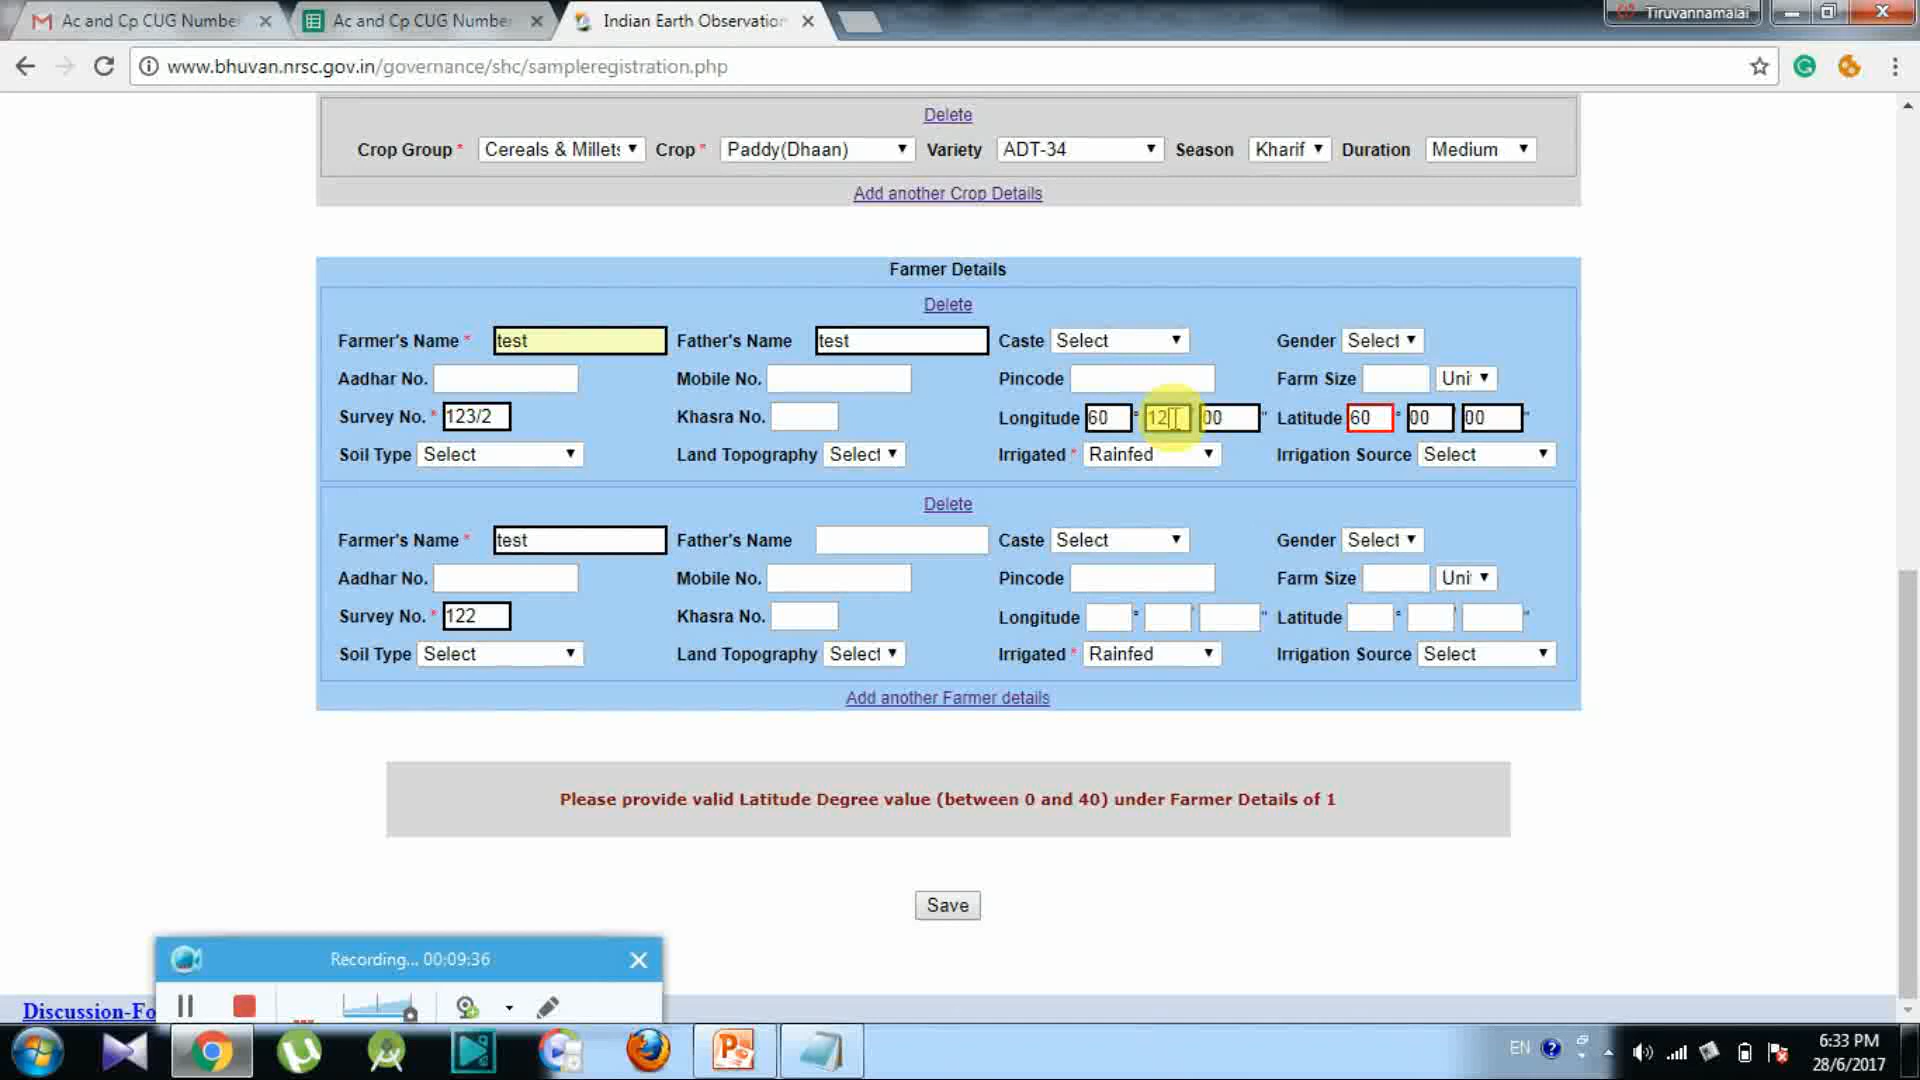 Ac and Cp CUG Number
Ac and Cp CUG Number
Indian Earth Observation
Tiruvannamalai
www.bhuvan.nrsc.gov.in/governance/shc/sampleregistration.php
Delete
Crop Group * Cereals & Millets Crop * Paddy(Dhaan) Variety ADT-34 Season Kharif Duration Medium
Add another Crop Details
Farmer Details
Delete
Farmer's Name * test Father's Name test Caste Select Gender Select
Aadhar No. Mobile No. Pincode Farm Size Uni
Survey No. * 123/2 Khasra No. Longitude 60 ° 12 ' 00 " Latitude 60 ° 00 ' 00 "
Soil Type Select Land Topography Select Irrigated * Rainfed Irrigation Source Select
Delete
Farmer's Name * test Father's Name Caste Select Gender Select
Aadhar No. Mobile No. Pincode Farm Size Uni
Survey No. * 122 Khasra No. Longitude ° ' " Latitude ° ' "
Soil Type Select Land Topography Select Irrigated * Rainfed Irrigation Source Select
Add another Farmer details
Please provide valid Latitude Degree value (between 0 and 40) under Farmer Details of 1
Save
Recording... 00:09:36
Discussion-Fo
EN
6:33 PM
28/6/2017